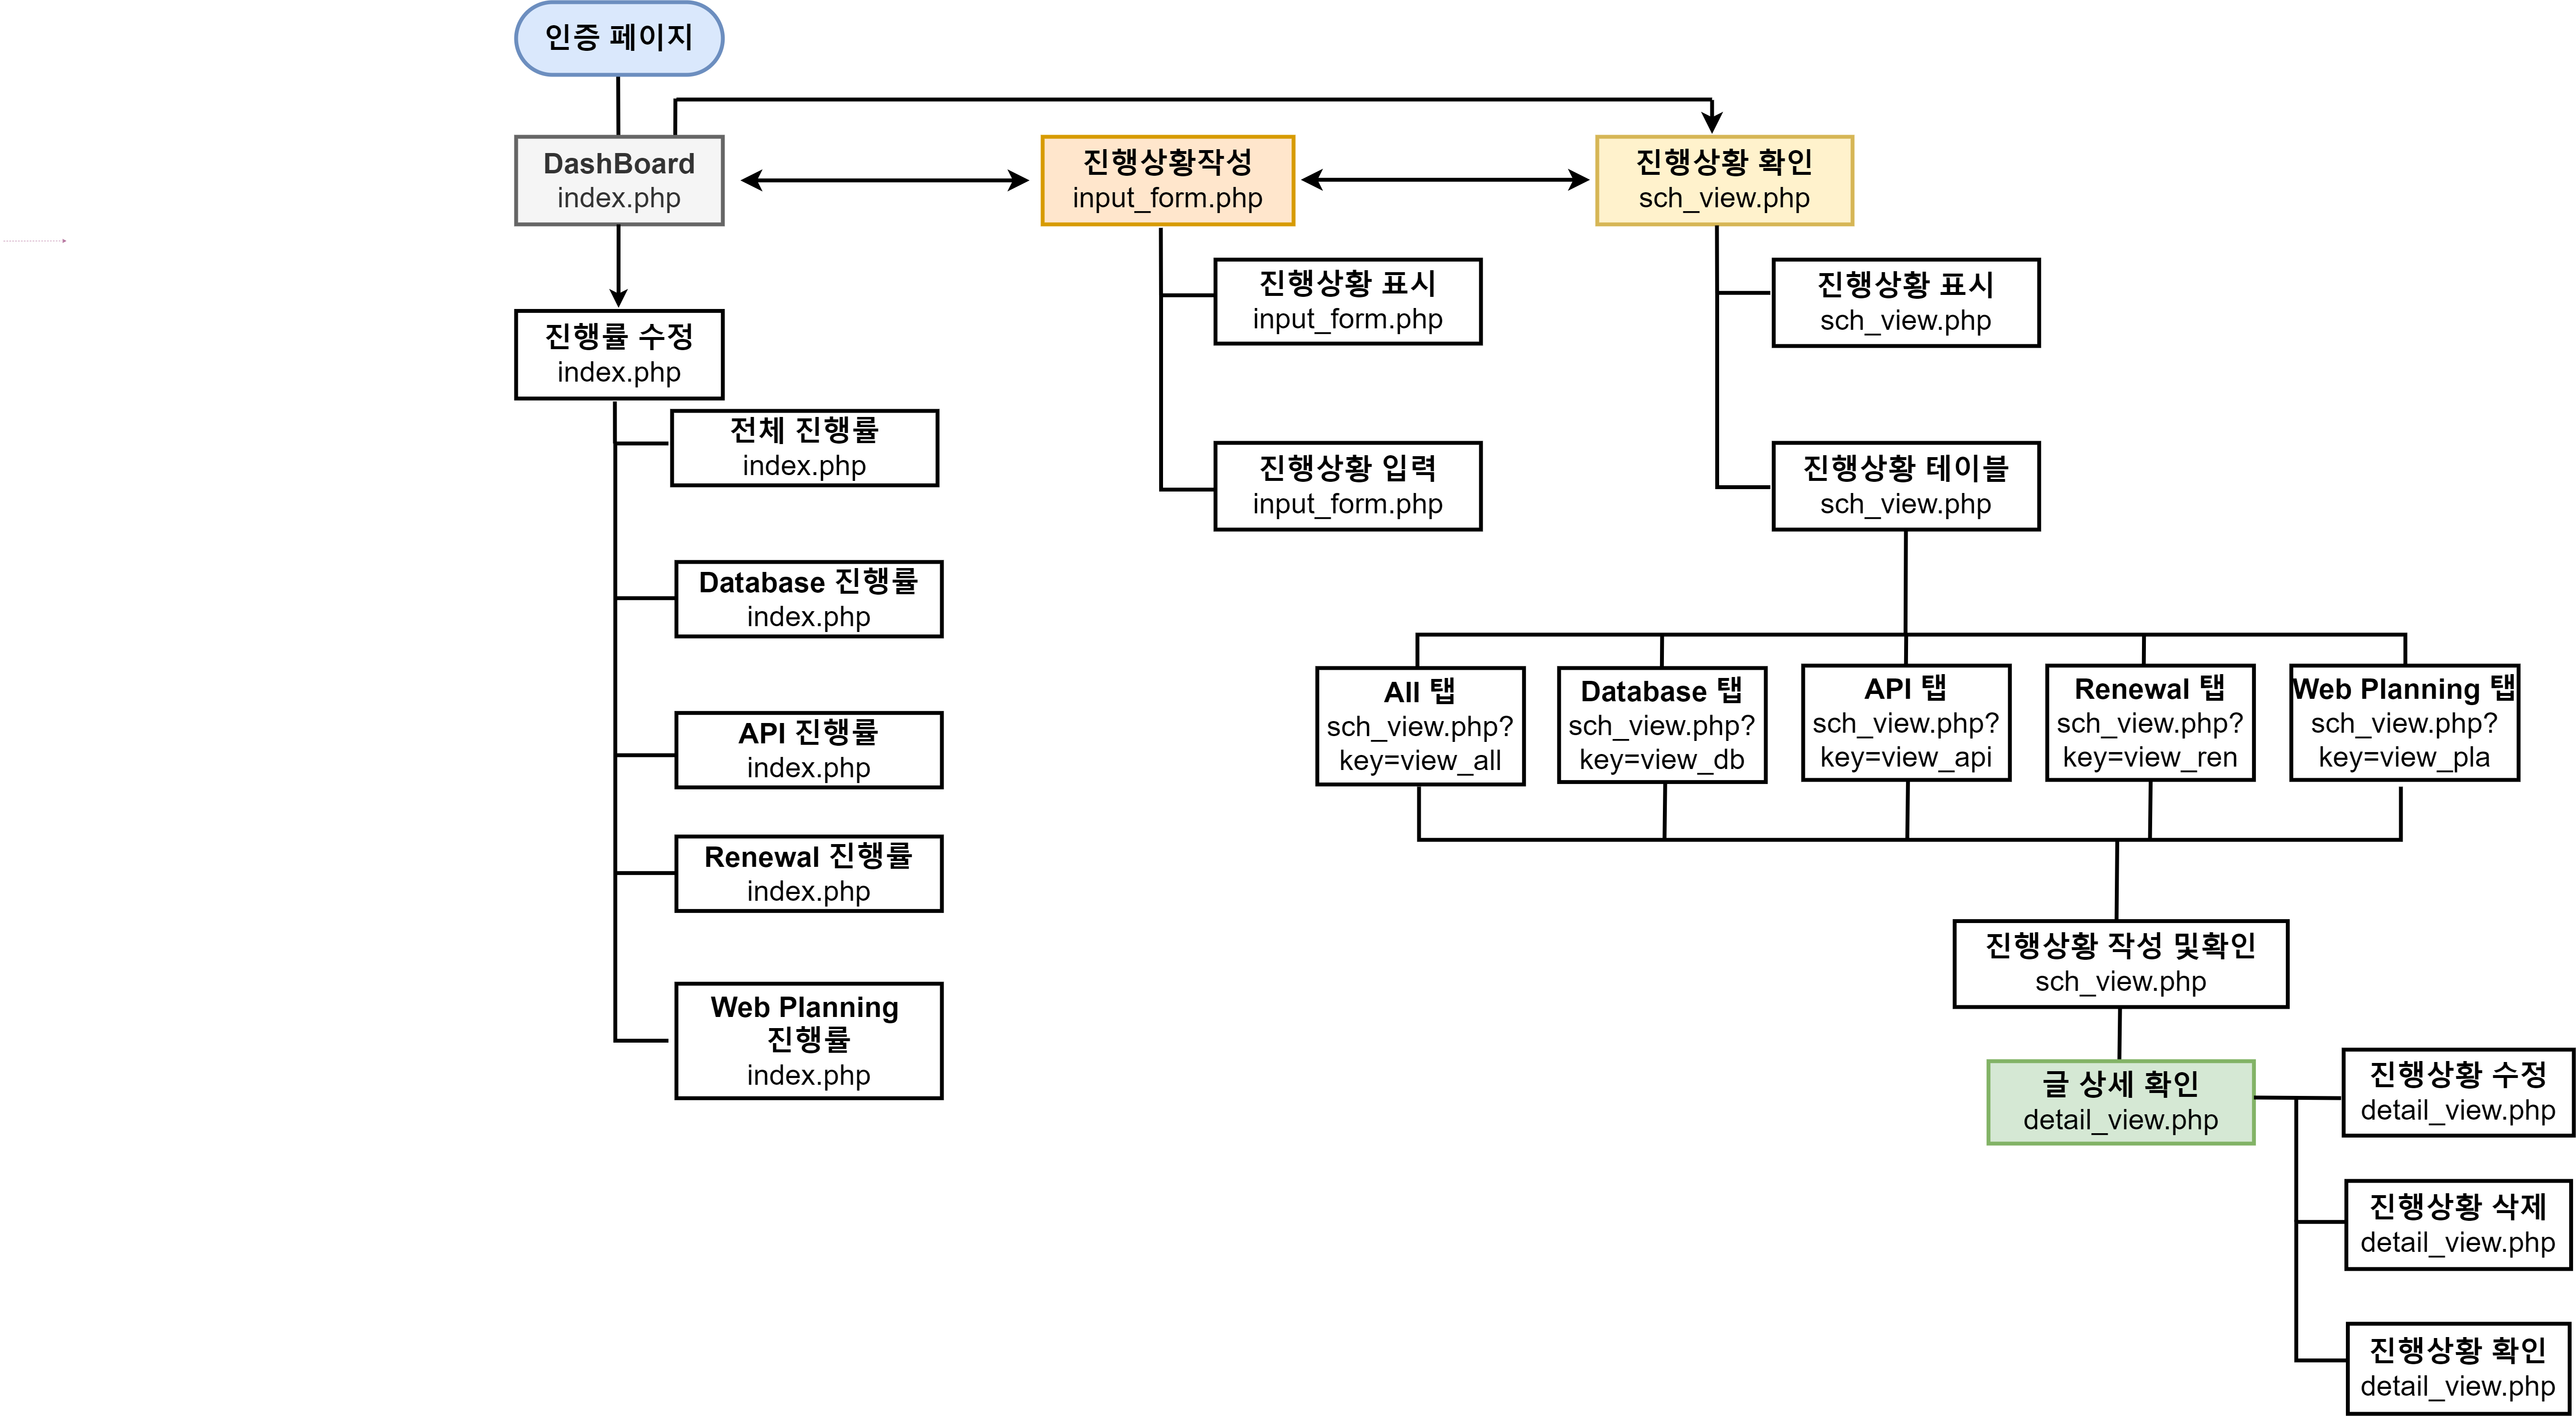 인증 페이지
DashBoard
index.php
진행상황작성
input_form.php
진행상황 확인
sch_view.php
진행률 수정
index.php
전체 진행률
index.php
Database 진행률
index.php
API 진행률
index.php
Renewal 진행률
index.php
Web Planning
진행률
index.php
진행상황 표시
input_form.php
진행상황 입력
input_form.php
진행상황 표시
sch_view.php
진행상황 테이블
sch_view.php
All 탭
sch_view.php?
key=view_all
Database 탭
sch_view.php?
key=view_db
API 탭
sch_view.php?
key=view_api
Renewal 탭
sch_view.php?
key=view_ren
Web Planning 탭
sch_view.php?
key=view_pla
진행상황 작성 및확인
sch_view.php
글 상세 확인
detail_view.php
진행상황 수정
detail_view.php
진행상황 삭제
detail_view.php
진행상황 확인
detail_view.php